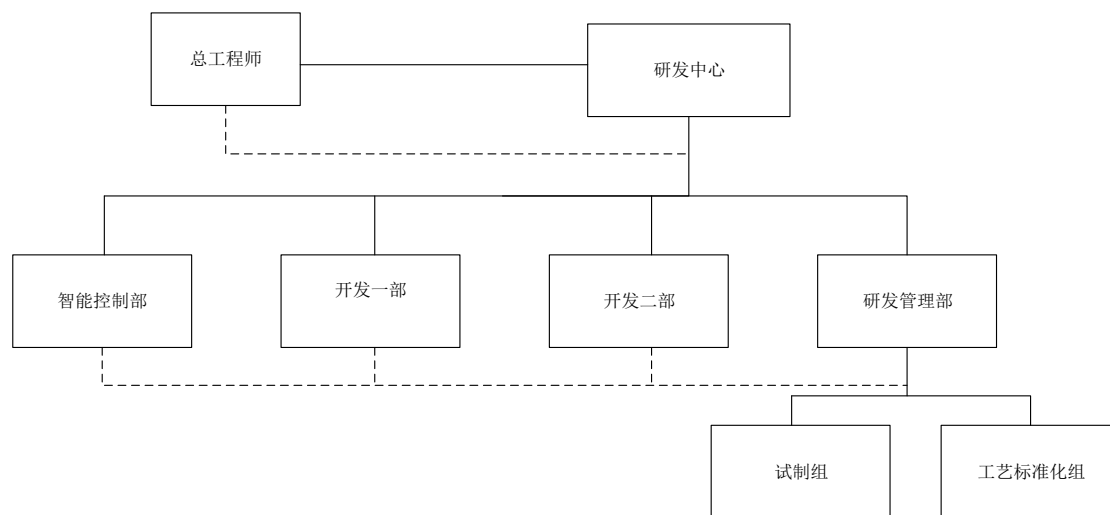 总工程师
研发中心
智能控制部
开发一部
开发二部
研发管理部
试制组
工艺标准化组